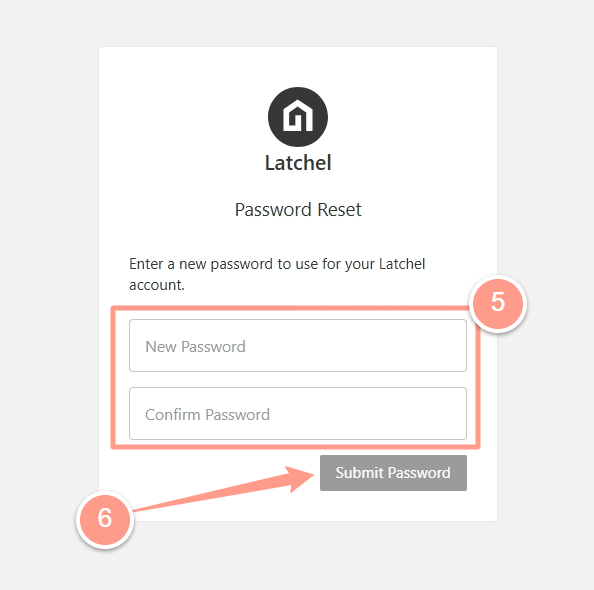 Latchel
Password Reset
Enter a new password to use for your Latchel
account.
5
New Password
Confirm Password
Submit Password
6